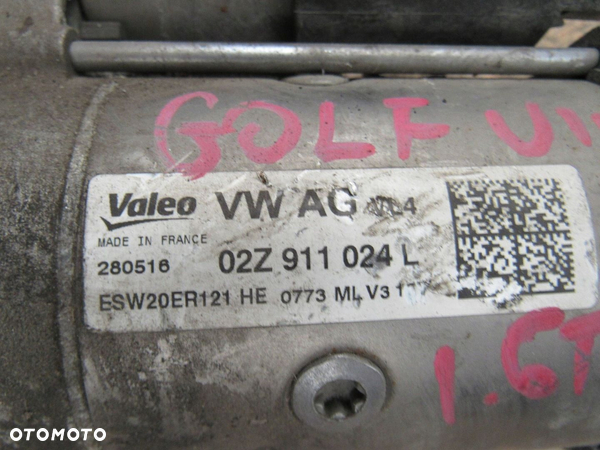 GOLF
Valeo VW AG
MADE IN FRANCE
280516 02Z 911 024 L
ESW20ER121 HE 0773 ML V3
1.6T
OTOMOTO
OTOMOTO